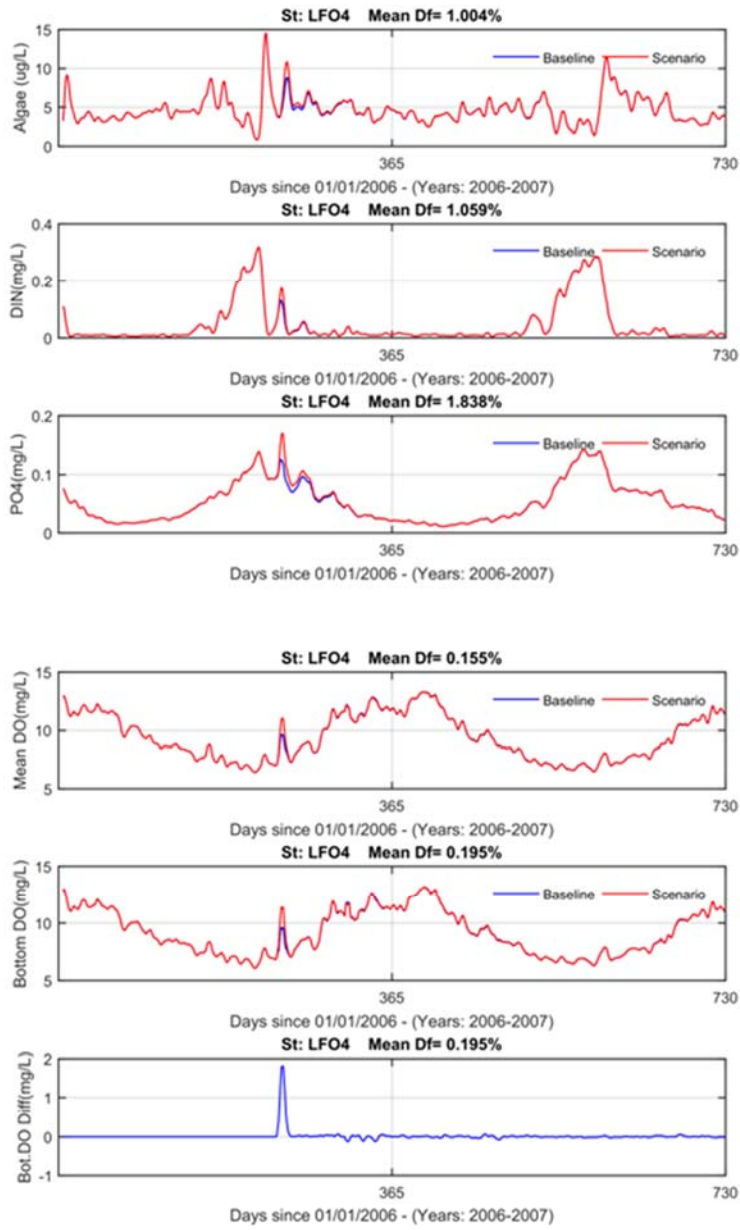 St: LFO4 Mean Df= 1.004%
15
10
5
0
Algae (ug/L)
Baseline Scenario
365 730
Days since 01/01/2006 - (Years: 2006-2007)
St: LFO4 Mean Df= 1.059%
0.4
0.2
0
DIN(mg/L)
Baseline Scenario
365 730
Days since 01/01/2006 - (Years: 2006-2007)
St: LFO4 Mean Df= 1.838%
0.2
0.1
0
PO4(mg/L)
Baseline Scenario
365 730
Days since 01/01/2006 - (Years: 2006-2007)
St: LFO4 Mean Df= 0.155%
15
10
5
Mean DO(mg/L)
Baseline Scenario
365 730
Days since 01/01/2006 - (Years: 2006-2007)
St: LFO4 Mean Df= 0.195%
15
10
5
Bottom DO(mg/L)
Baseline Scenario
365 730
Days since 01/01/2006 - (Years: 2006-2007)
St: LFO4 Mean Df= 0.195%
2
1
0
-1
Bot.DO Diff(mg/L)
365 730
Days since 01/01/2006 - (Years: 2006-2007)